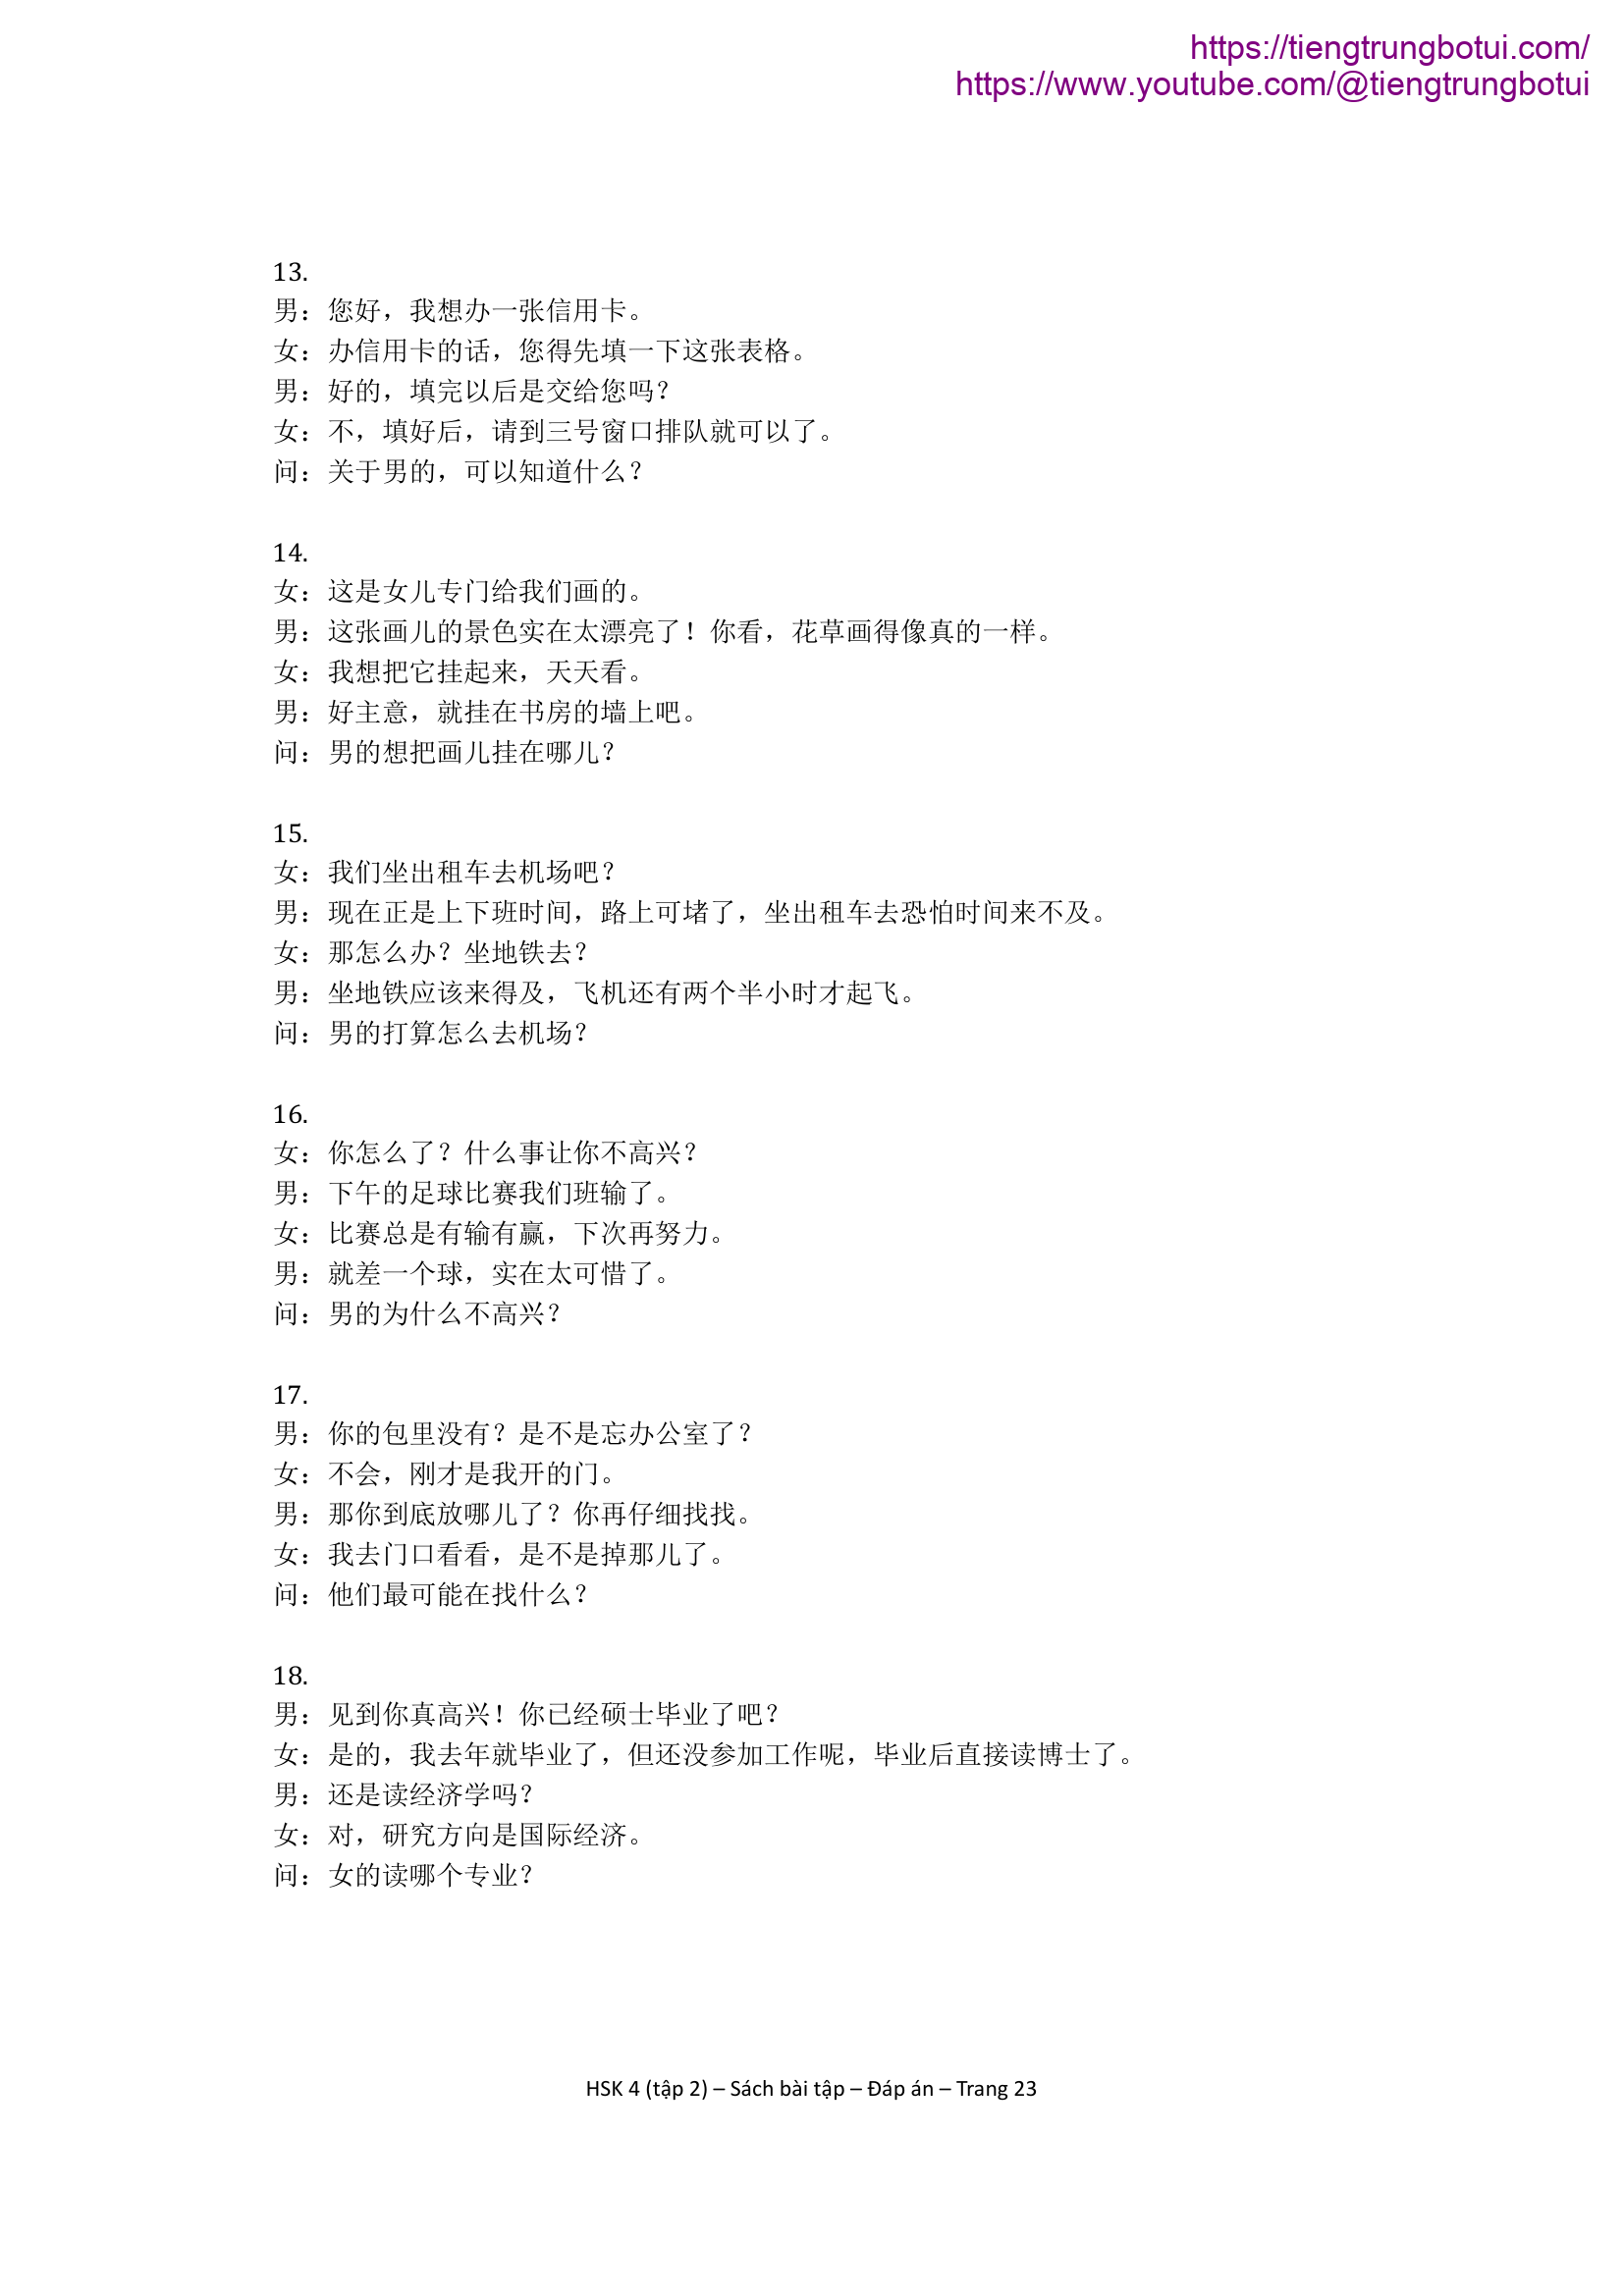 https://tiengtrungbotui.com/
https://www.youtube.com/@tiengtrungbotui
13.
男：您好，我想办一张信用卡。
女：办信用卡的话，您得先填一下这张表格。
男：好的，填完以后是交给您吗？
女：不，填好后，请到三号窗口排队就可以了。
问：关于男的，可以知道什么？
14.
女：这是女儿专门给我们画的。
男：这张画儿的景色实在太漂亮了！你看，花草画得像真的一样。
女：我想把它挂起来，天天看。
男：好主意，就挂在书房的墙上吧。
问：男的想把画儿挂在哪儿？
15.
女：我们坐出租车去机场吧？
男：现在正是上下班时间，路上可堵了，坐出租车去恐怕时间来不及。
女：那怎么办？坐地铁去？
男：坐地铁应该来得及，飞机还有两个半小时才起飞。
问：男的打算怎么去机场？
16.
女：你怎么了？什么事让你不高兴？
男：下午的足球比赛我们班输了。
女：比赛总是有输有赢，下次再努力。
男：就差一个球，实在太可惜了。
问：男的为什么不高兴？
17.
男：你的包里没有？是不是忘办公室了？
女：不会，刚才是我开的门。
男：那你到底放哪儿了？你再仔细找找。
女：我去门口看看，是不是掉那儿了。
问：他们最可能在找什么？
18.
男：见到你真高兴！你已经硕士毕业了吧？
女：是的，我去年就毕业了，但还没参加工作呢，毕业后直接读博士了。
男：还是读经济学吗？
女：对，研究方向是国际经济。
问：女的读哪个专业？
HSK 4 (tập 2) – Sách bài tập – Đáp án – Trang 23